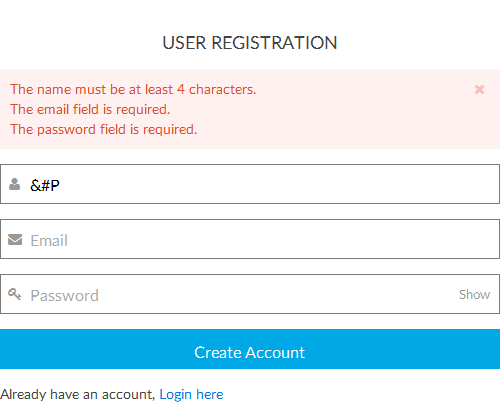 USER REGISTRATION
The name must be at least 4 characters.
The email field is required.
The password field is required.
&#P
Email
Password Show
Create Account
Already have an account, Login here